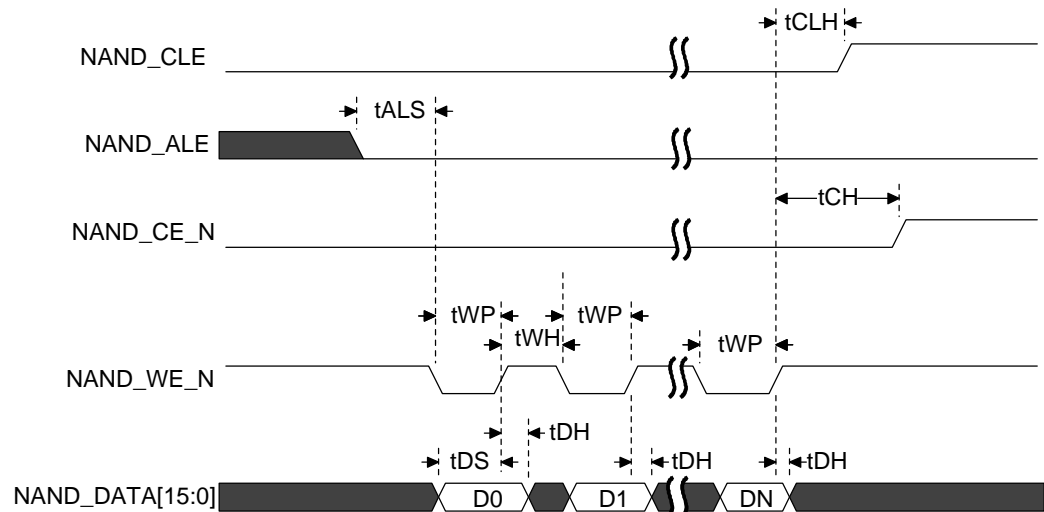 tCLH
NAND_CLE
tALS
NAND_ALE
tCH
NAND_CE_N
tWP
tWH
tWP
tWP
NAND_WE_N
tDH
tDS
tDH
tDH
NAND_DATA[15:0]
D0
D1
DN